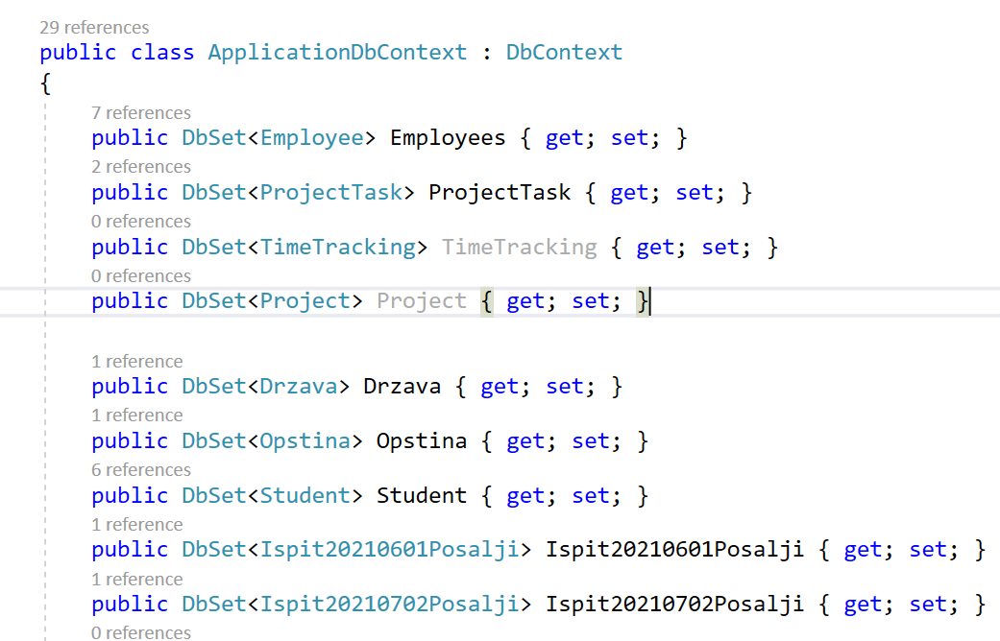 29 references
public class ApplicationDbContext : DbContext
{
7 references
public DbSet<Employee> Employees { get; set; }
2 references
public DbSet<ProjectTask> ProjectTask { get; set; }
0 references
public DbSet<TimeTracking> TimeTracking { get; set; }
0 references
public DbSet<Project> Project { get; set; }
1 reference
public DbSet<Drzava> Drzava { get; set; }
1 reference
public DbSet<Opstina> Opstina { get; set; }
6 references
public DbSet<Student> Student { get; set; }
1 reference
public DbSet<Ispit20210601Posalji> Ispit20210601Posalji { get; set; }
1 reference
public DbSet<Ispit20210702Posalji> Ispit20210702Posalji { get; set; }
0 references